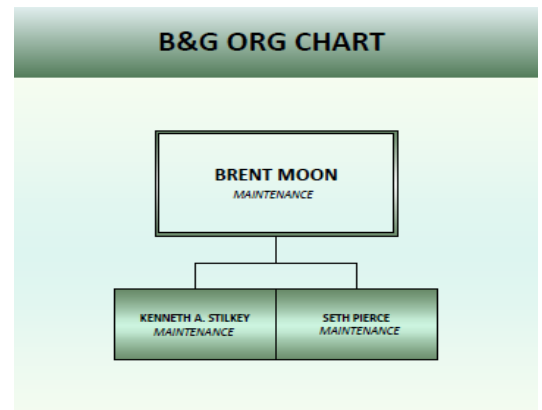 B&G ORG CHART
BRENT MOON
MAINTENANCE
KENNETH A. STILKEY
MAINTENANCE
SETH PIERCE
MAINTENANCE